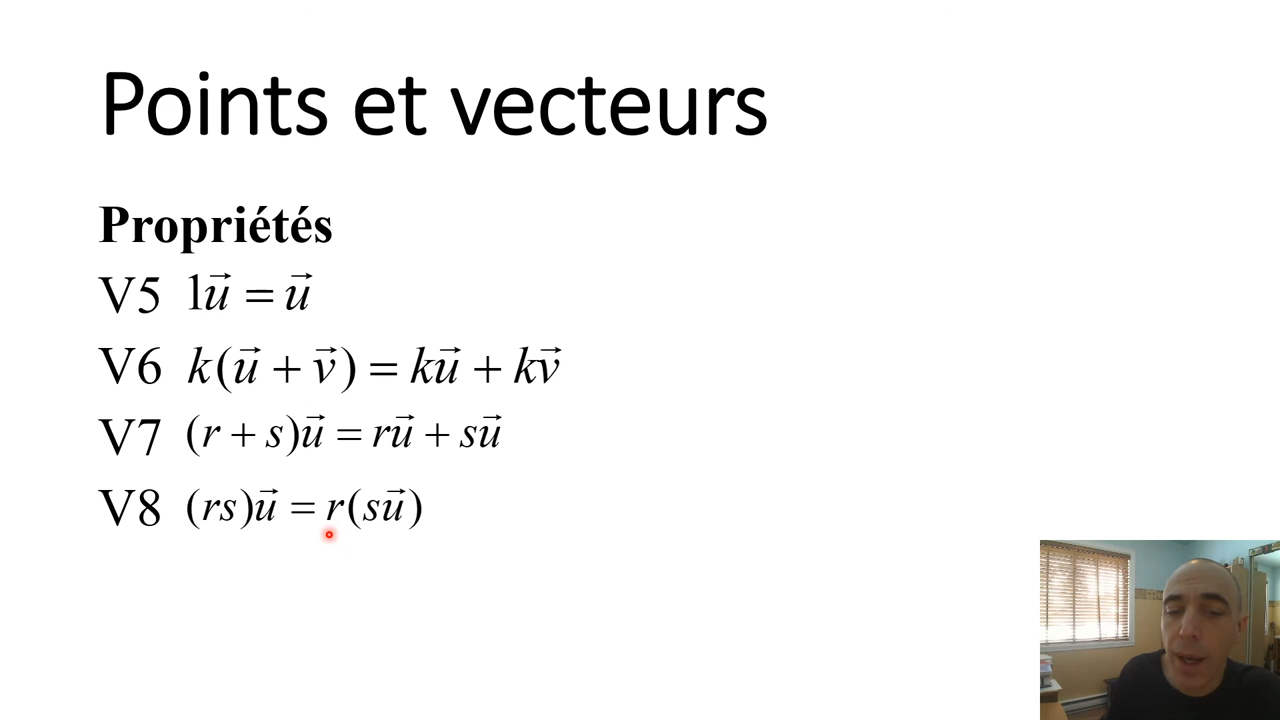 Points et vecteurs
Propriétés
V5 1u⃗ = u⃗
V6 k(u⃗ + v⃗) = ku⃗ + kv⃗
V7 (r + s)u⃗ = ru⃗ + su⃗
V8 (rs)u⃗ = r(su⃗)